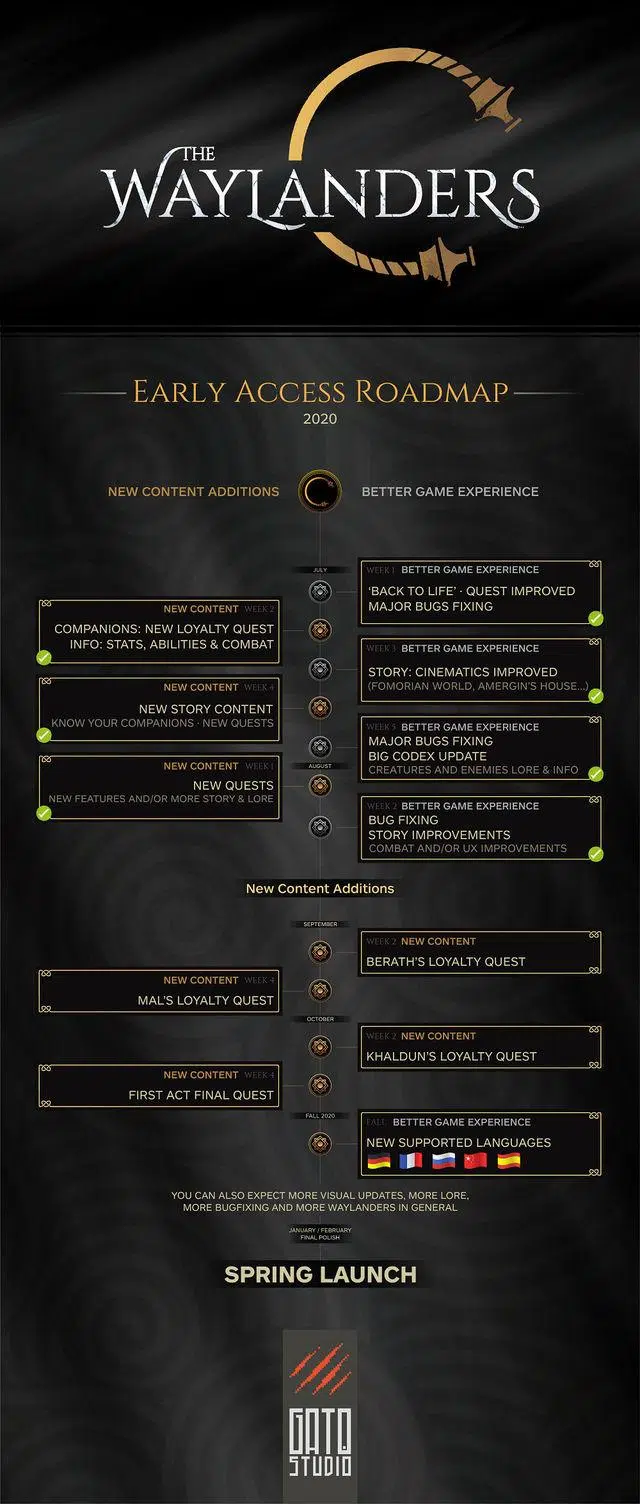 THE
WAYLANDERS
EARLY ACCESS ROADMAP
2020
NEW CONTENT ADDITIONS
BETTER GAME EXPERIENCE
JULY
WEEK 1 BETTER GAME EXPERIENCE
‘BACK TO LIFE’ · QUEST IMPROVED
MAJOR BUGS FIXING
NEW CONTENT WEEK 2
COMPANIONS: NEW LOYALTY QUEST
INFO: STATS, ABILITIES & COMBAT
WEEK 3 BETTER GAME EXPERIENCE
STORY: CINEMATICS IMPROVED
(FOMORIAN WORLD, AMERGIN'S HOUSE...)
NEW CONTENT WEEK 4
NEW STORY CONTENT
KNOW YOUR COMPANIONS · NEW QUESTS
WEEK 5 BETTER GAME EXPERIENCE
MAJOR BUGS FIXING
BIG CODEX UPDATE
CREATURES AND ENEMIES LORE & INFO
AUGUST
NEW CONTENT WEEK 1
NEW QUESTS
NEW FEATURES AND/OR MORE STORY & LORE
WEEK 2 BETTER GAME EXPERIENCE
BUG FIXING
STORY IMPROVEMENTS
COMBAT AND/OR UX IMPROVEMENTS
New Content Additions
SEPTEMBER
WEEK 2 NEW CONTENT
BERATH'S LOYALTY QUEST
NEW CONTENT WEEK 4
MAL'S LOYALTY QUEST
OCTOBER
WEEK 2 NEW CONTENT
KHALDUN'S LOYALTY QUEST
NEW CONTENT WEEK 4
FIRST ACT FINAL QUEST
FALL 2020
FALL BETTER GAME EXPERIENCE
NEW SUPPORTED LANGUAGES
YOU CAN ALSO EXPECT MORE VISUAL UPDATES, MORE LORE,
MORE BUGFIXING AND MORE WAYLANDERS IN GENERAL
JANUARY / FEBRUARY
FINAL POLISH
SPRING LAUNCH
GATO
STUDIO